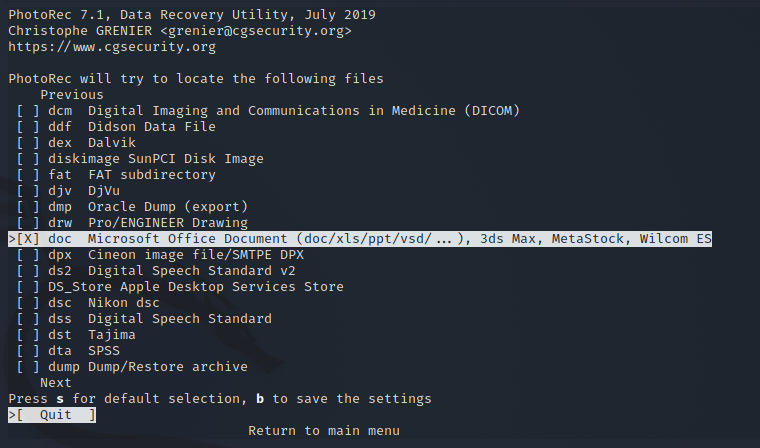 PhotoRec 7.1, Data Recovery Utility, July 2019
Christophe GRENIER <grenier@cgsecurity.org>
https://www.cgsecurity.org
PhotoRec will try to locate the following files
Previous
[ ] dcm  Digital Imaging and Communications in Medicine (DICOM)
[ ] ddf  Didson Data File
[ ] dex  Dalvik
[ ] diskimage SunPCI Disk Image
[ ] fat  FAT subdirectory
[ ] djv  DjVu
[ ] dmp  Oracle Dump (export)
[ ] drw  Pro/ENGINEER Drawing
>[X] doc  Microsoft Office Document (doc/xls/ppt/vsd/...), 3ds Max, MetaStock, Wilcom ES
[ ] dpx  Cineon image file/SMTPE DPX
[ ] ds2  Digital Speech Standard v2
[ ] DS_Store Apple Desktop Services Store
[ ] dsc  Nikon dsc
[ ] dss  Digital Speech Standard
[ ] dst  Tajima
[ ] dta  SPSS
[ ] dump Dump/Restore archive
Next
Press s for default selection, b to save the settings
>[  Quit  ]
Return to main menu